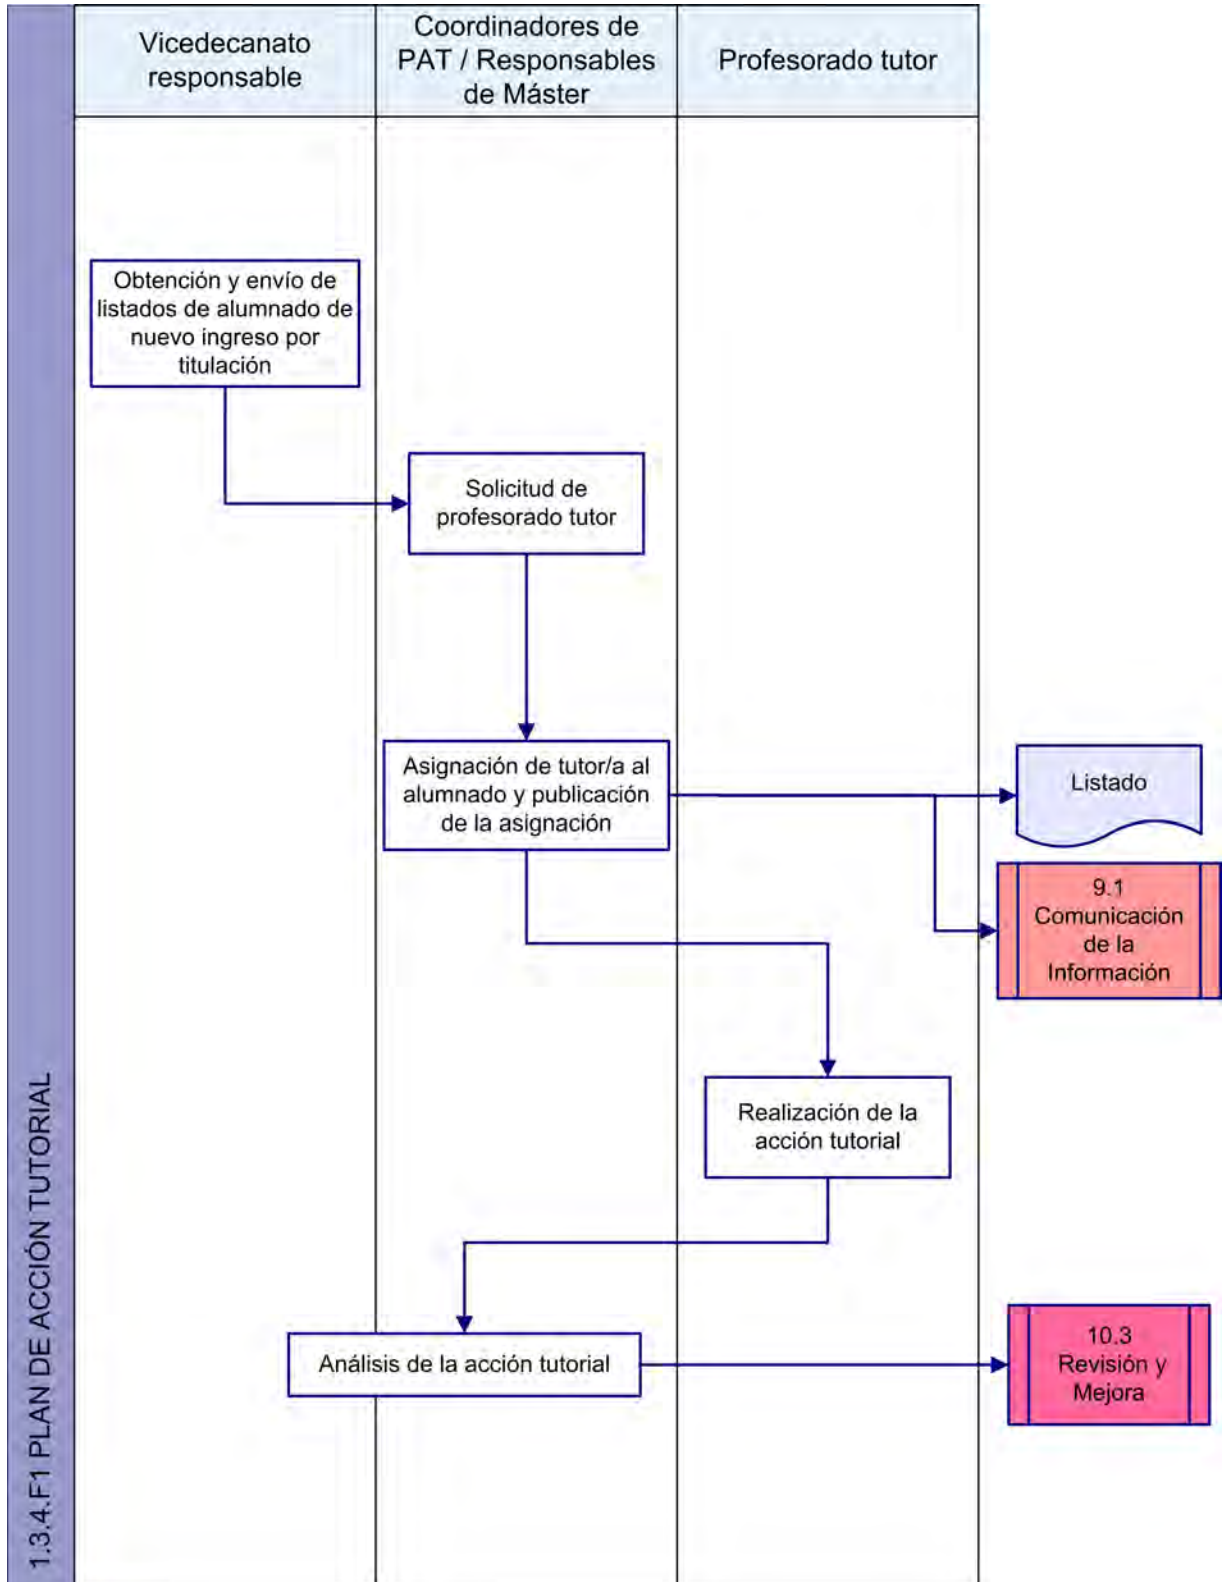 Vicedecanato
responsable
Coordinadores de
PAT / Responsables
de Máster
Profesorado tutor
Obtención y envío de
listados de alumnado de
nuevo ingreso por
titulación
Solicitud de
profesorado tutor
Asignación de tutor/a al
alumnado y publicación
de la asignación
Listado
9.1
Comunicación
de la
Información
Realización de la
acción tutorial
Análisis de la acción tutorial
10.3
Revisión y
Mejora
1.3.4.F1 PLAN DE ACCIÓN TUTORIAL